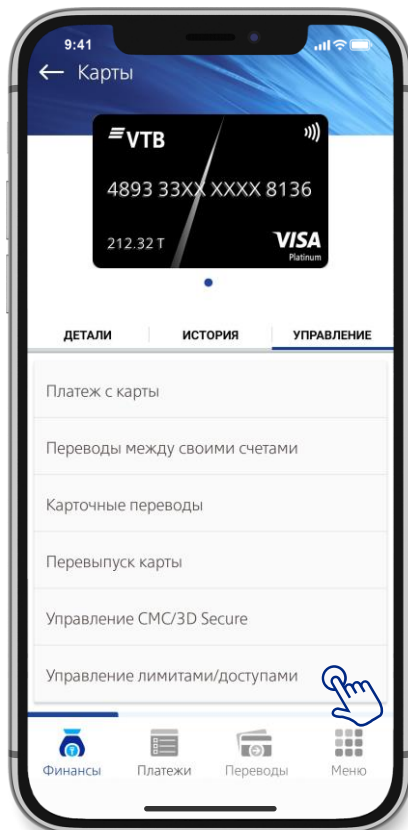 9:41
← Карты
VTB
4893 33XX XXXX 8136
212.32 T
VISA
Platinum
ДЕТАЛИ ИСТОРИЯ УПРАВЛЕНИЕ
Платеж с карты
Переводы между своими счетами
Карточные переводы
Перевыпуск карты
Управление СМС/3D Secure
Управление лимитами/доступами
Финансы Платежи Переводы Меню